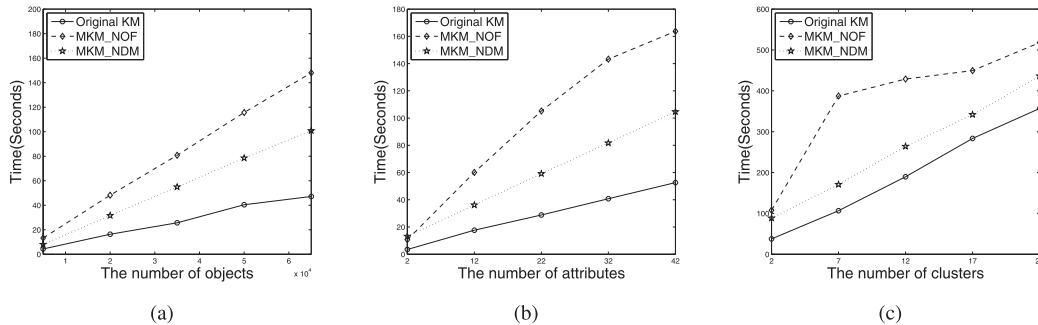 200
180
160
140
120
100
80
60
40
20
0
Time(Seconds)
Original KM
MKM_NOF
MKM_NDM
1 2 3 4 5 6
x 10⁴
The number of objects
(a)
180
160
140
120
100
80
60
40
20
0
Time(Seconds)
Original KM
MKM_NOF
MKM_NDM
2 12 22 32 42
The number of attributes
(b)
600
500
400
300
200
100
0
Time(Seconds)
Original KM
MKM_NOF
MKM_NDM
2 7 12 17
The number of clusters
(c)